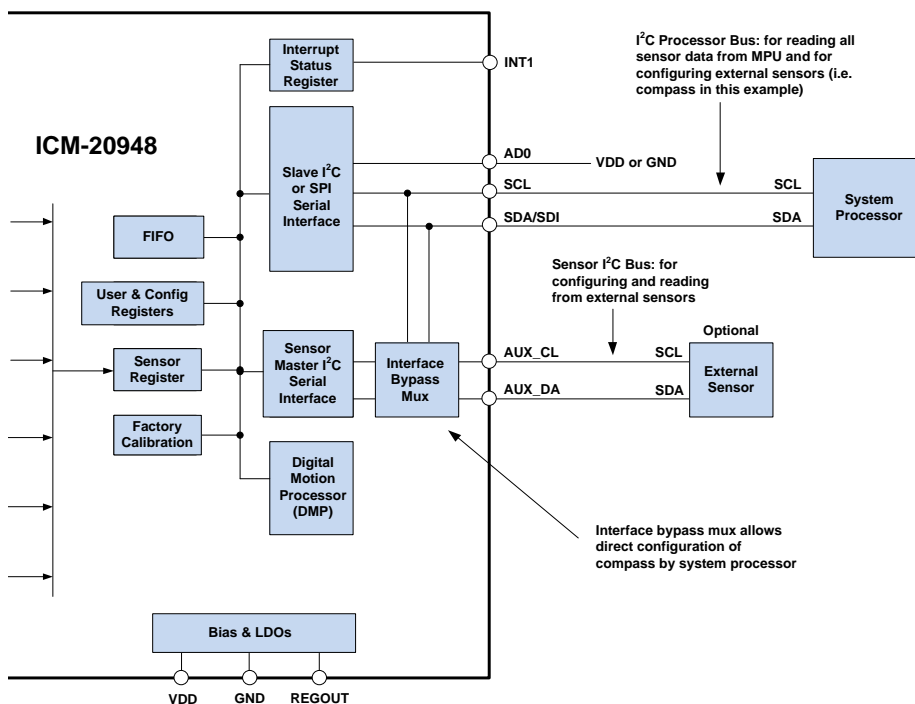 ICM-20948
Interrupt
Status
Register
INT1
I²C Processor Bus: for reading all
sensor data from MPU and for
configuring external sensors (i.e.
compass in this example)
Slave I²C
or SPI
Serial
Interface
AD0
VDD or GND
SCL
SCL
SDA/SDI
SDA
System
Processor
FIFO
User & Config
Registers
Sensor I²C Bus: for
configuring and reading
from external sensors
Sensor
Register
Sensor
Master I²C
Serial
Interface
Interface
Bypass
Mux
AUX_CL
SCL
AUX_DA
SDA
Optional
External
Sensor
Factory
Calibration
Digital
Motion
Processor
(DMP)
Interface bypass mux allows
direct configuration of
compass by system processor
Bias & LDOs
VDD
GND
REGOUT